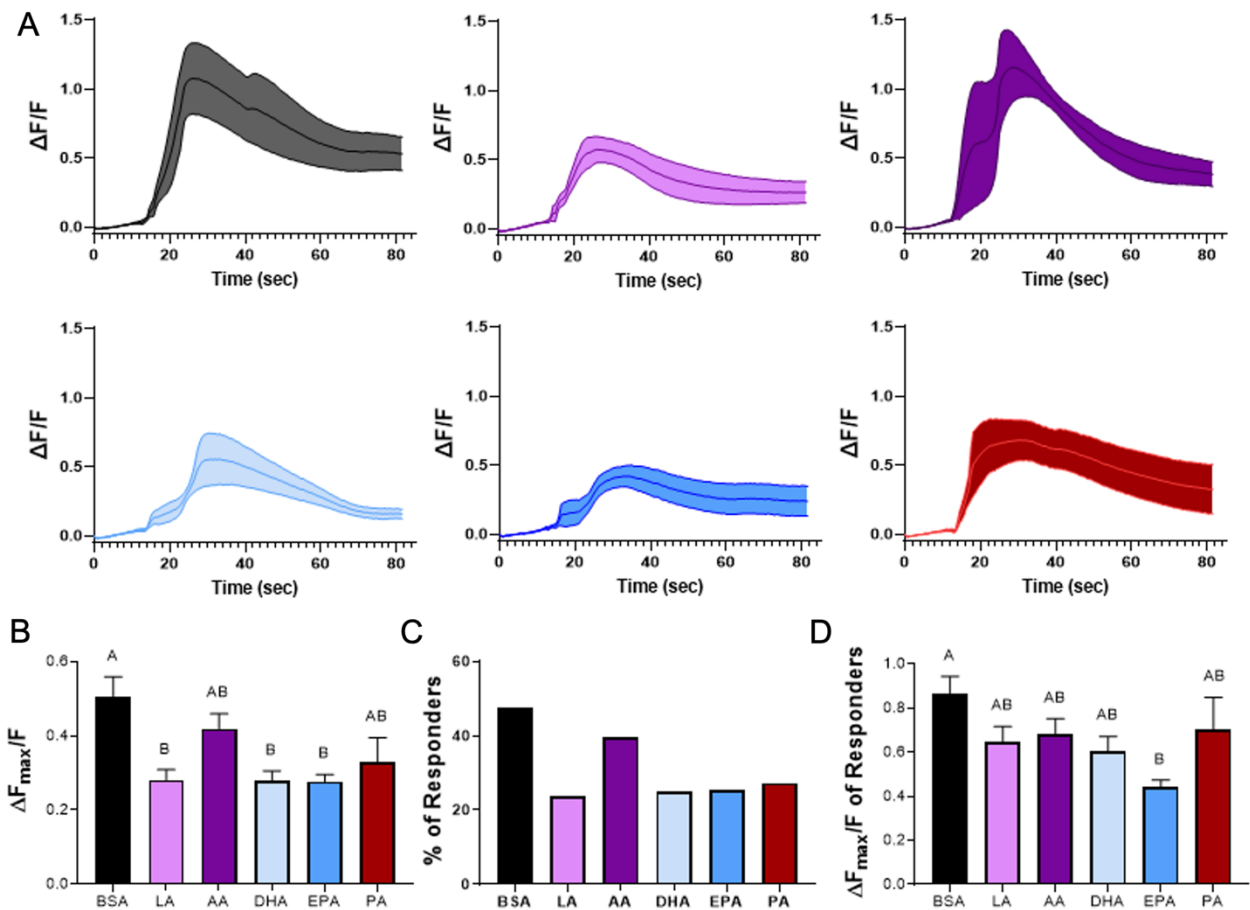 A
1.5
1.0
0.5
0.0
ΔF/F
0 20 40 60 80
Time (sec)
1.5
1.0
0.5
0.0
ΔF/F
0 20 40 60 80
Time (sec)
1.5
1.0
0.5
0.0
ΔF/F
0 20 40 60 80
Time (sec)
1.5
1.0
0.5
0.0
ΔF/F
0 20 40 60 80
Time (sec)
1.5
1.0
0.5
0.0
ΔF/F
0 20 40 60 80
Time (sec)
1.5
1.0
0.5
0.0
ΔF/F
0 20 40 60 80
Time (sec)
B
0.6
0.4
0.2
0.0
ΔFmax/F
A B AB B B AB
BSA LA AA DHA EPA PA
C
60
40
20
0
% of Responders
BSA LA AA DHA EPA PA
D
1.0
0.8
0.6
0.4
0.2
0.0
ΔFmax/F of Responders
A AB AB AB B AB
BSA LA AA DHA EPA PA